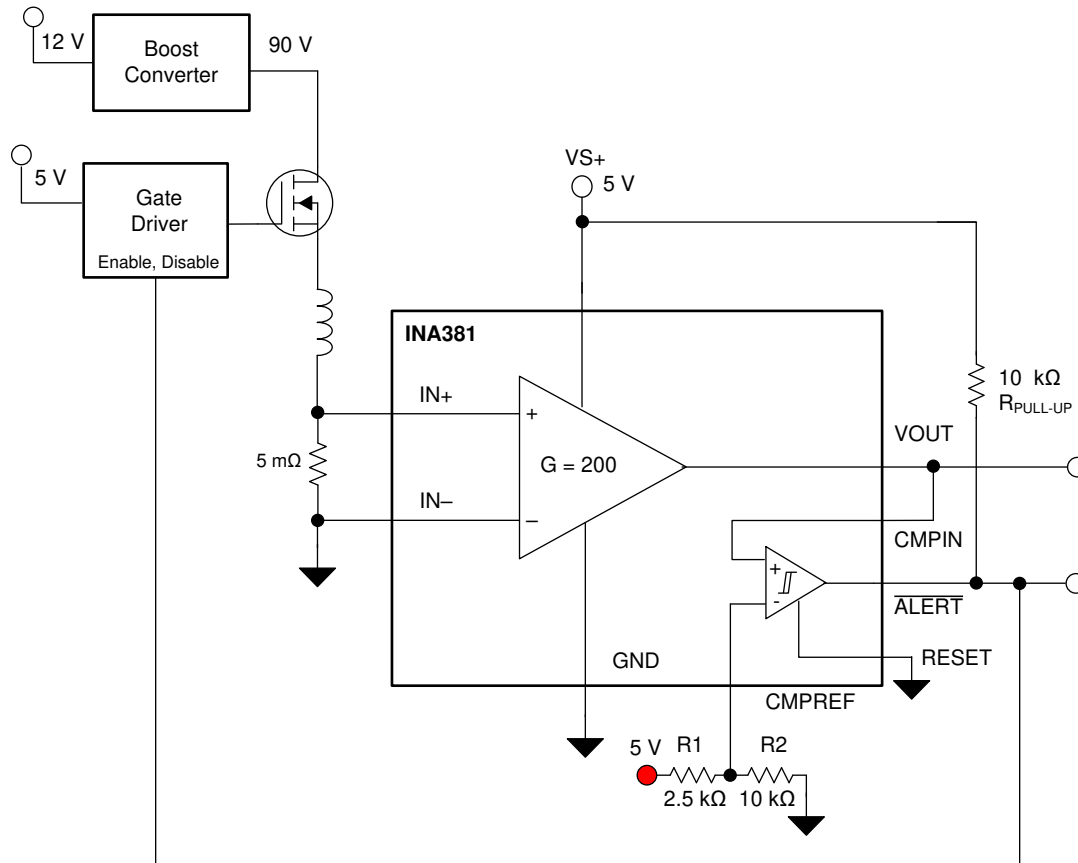 12 V
Boost
Converter
90 V
5 V
Gate
Driver
Enable, Disable
VS+
5 V
INA381
IN+
+
G = 200
5 mΩ
IN–
–
10 kΩ
RPULL-UP
VOUT
CMPIN
+
-
ALERT
RESET
GND
CMPREF
5 V
R1
R2
2.5 kΩ
10 kΩ